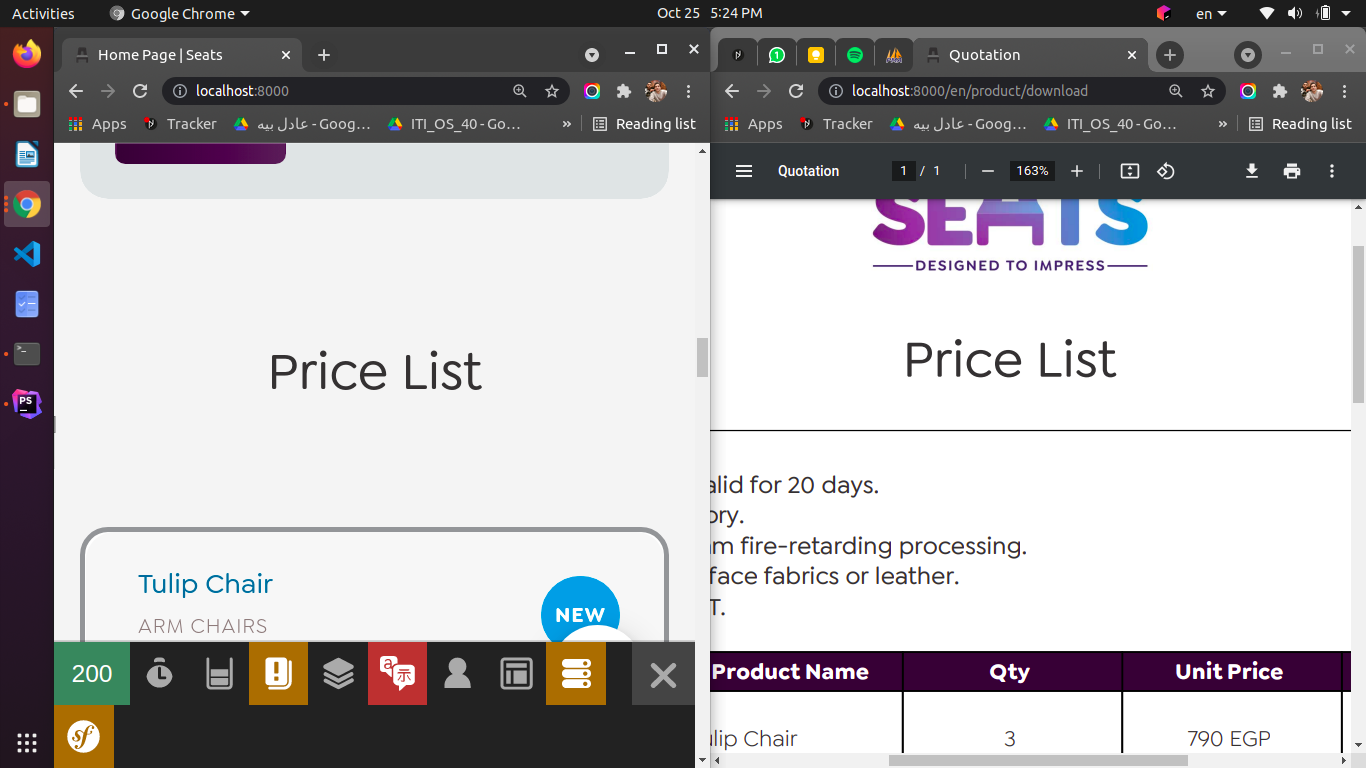 Activities
Google Chrome
Oct 25 5:24 PM
en
Home Page | Seats
localhost:8000
Apps
Tracker
عادل بيه - Goog...
ITI_OS_40 - Go...
»
Reading list
Price List
Tulip Chair
ARM CHAIRS
NEW
200
Quotation
localhost:8000/en/product/download
Apps
Tracker
عادل بيه - Goog...
ITI_OS_40 - Go...
»
Reading list
Quotation
1 / 1
163%
SEATS
DESIGNED TO IMPRESS
Price List
alid for 20 days.
ory.
am fire-retarding processing.
face fabrics or leather.
T.
Product Name Qty Unit Price
ulip Chair 3 790 EGP